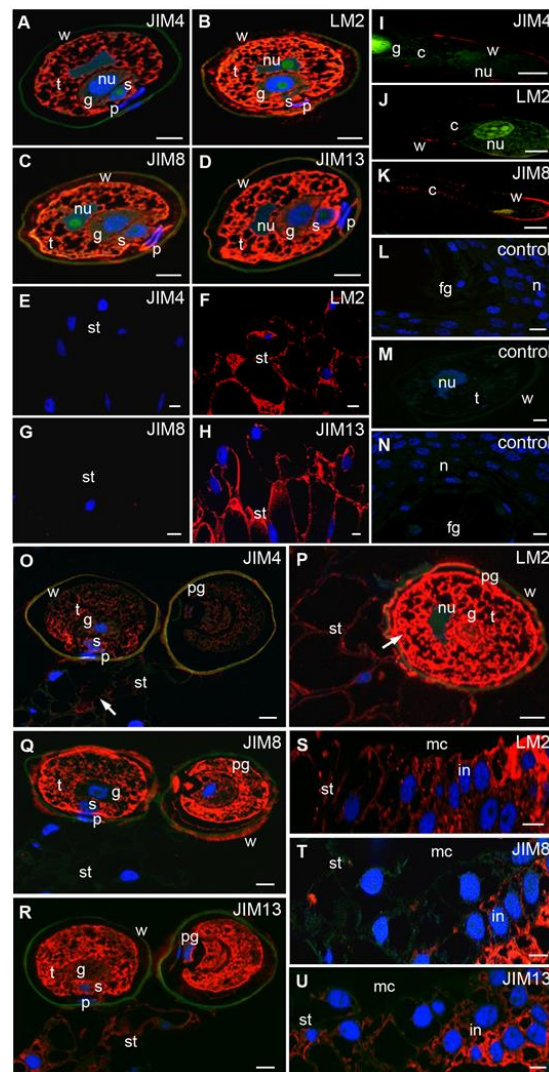 A JIM4
w
nu
t
s
g
p
B LM2
w
t
nu
g
s
p
C JIM8
w
nu
g
s
t
p
D JIM13
w
nu
g
s
p
t
E JIM4
st
F LM2
st
G JIM8
st
H JIM13
st
I JIM4
g
c
w
nu
J LM2
c
w
nu
K JIM8
c
w
L control
fg
n
M control
nu
t
w
N control
n
fg
O JIM4
w
pg
t
g
s
p
st
P LM2
pg
nu
g
t
st
Q JIM8
pg
t
g
s
p
w
st
R JIM13
w
pg
t
g
s
p
st
S LM2
mc
in
st
T JIM8
st
mc
in
U JIM13
mc
st
in